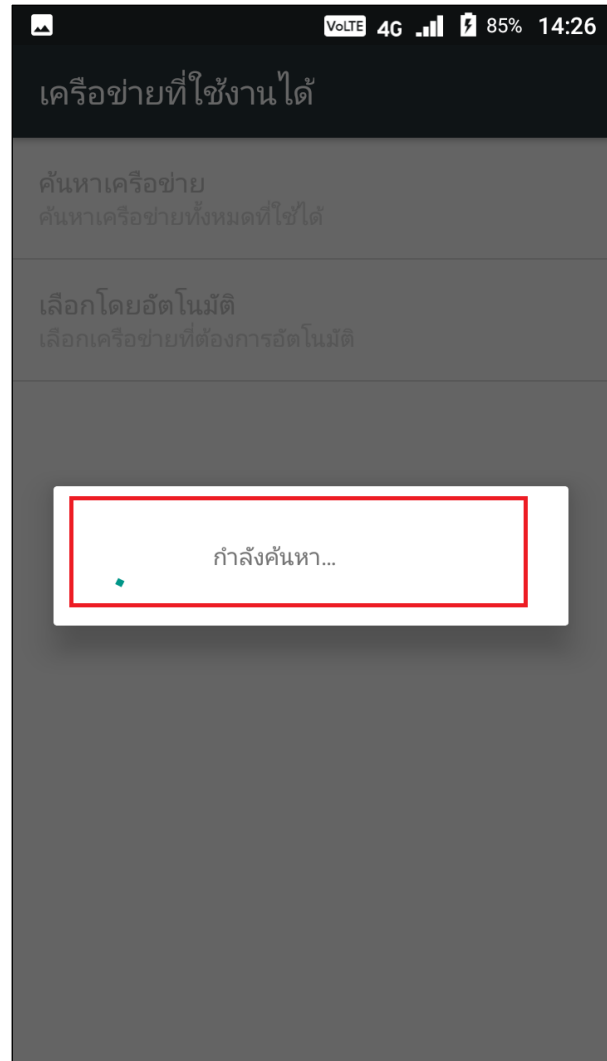 VoLTE 4G 85% 14:26
เครือข่ายที่ใช้งานได้
ค้นหาเครือข่าย
ค้นหาเครือข่ายทั้งหมดที่ใช้ได้
เลือกโดยอัตโนมัติ
เลือกเครือข่ายที่ต้องการอัตโนมัติ
กำลังค้นหา...